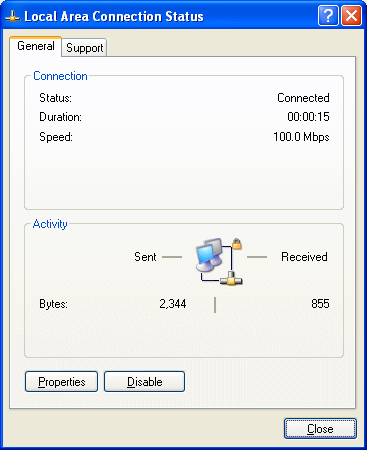 Local Area Connection Status
General Support
Connection
Status: Connected
Duration: 00:00:15
Speed: 100.0 Mbps
Activity
Sent Received
Bytes: 2,344 855
Properties Disable
Close